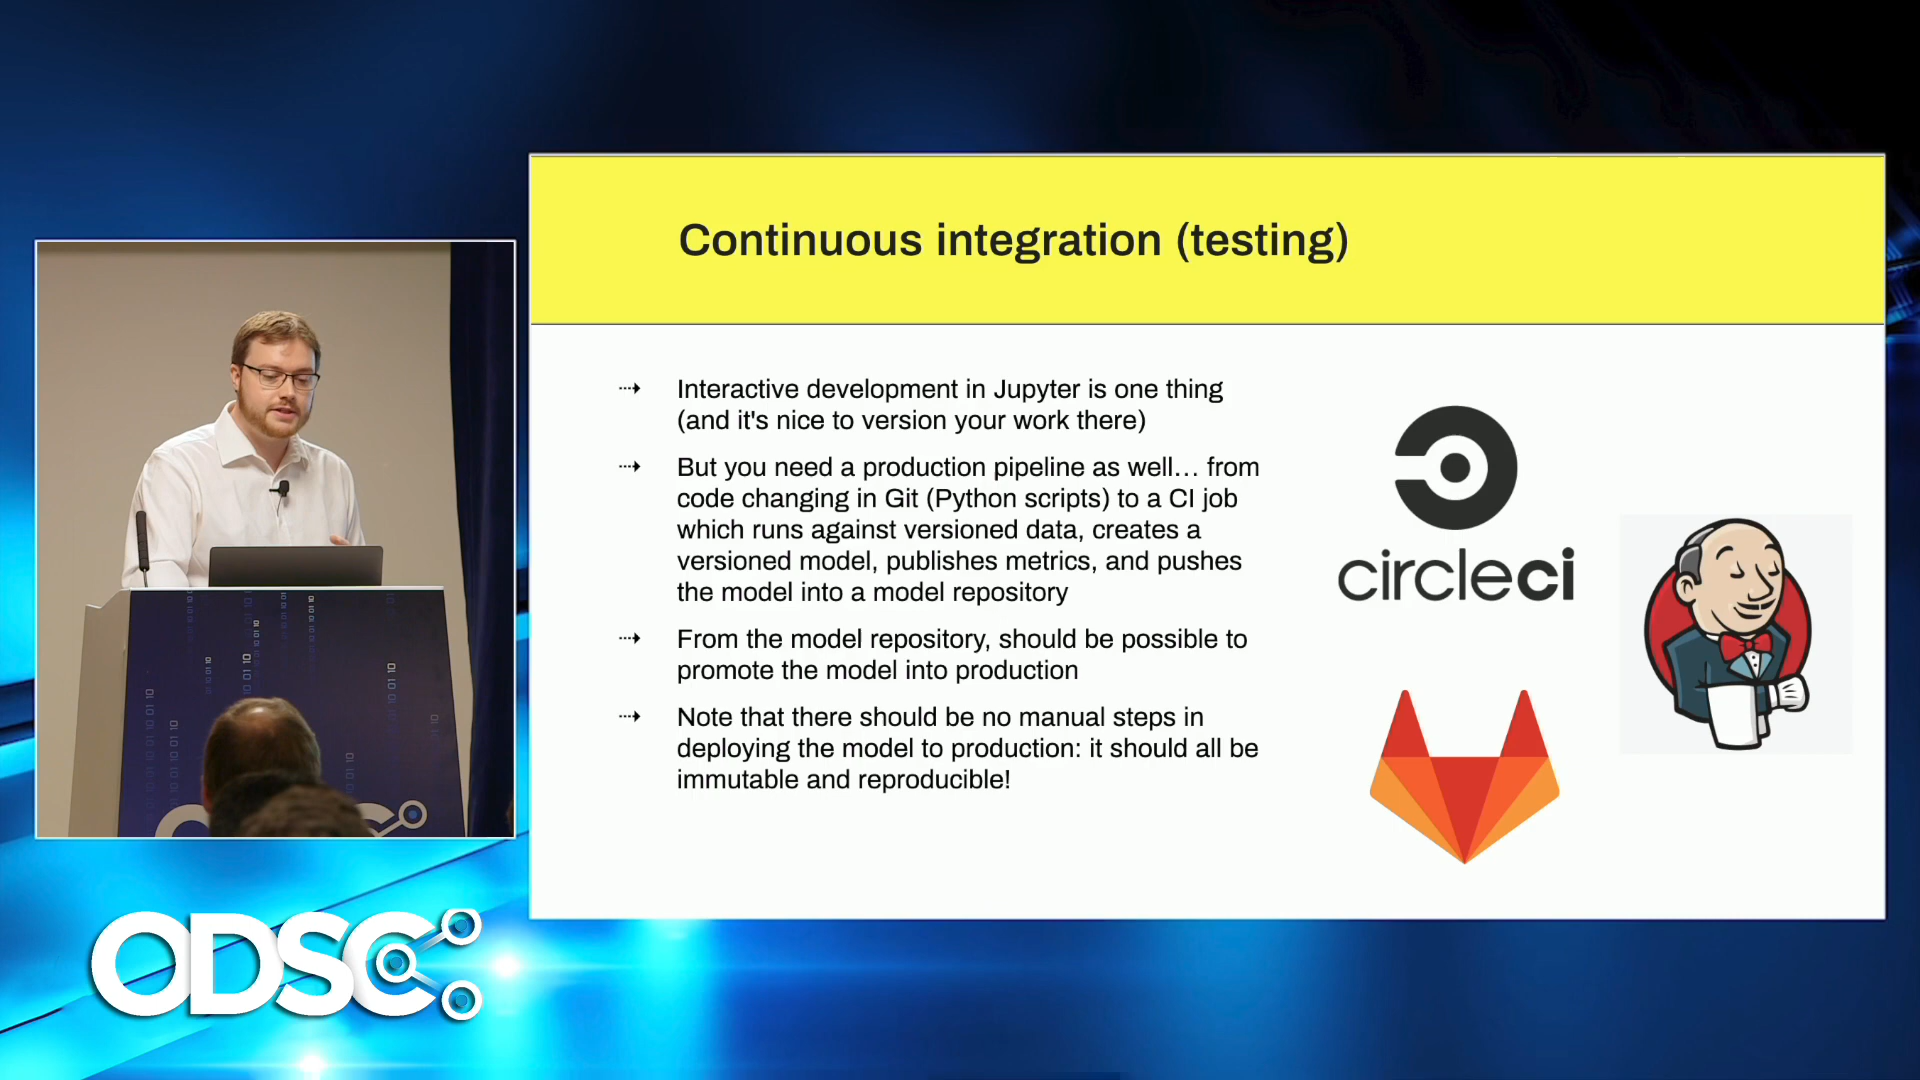 Continuous integration (testing)
Interactive development in Jupyter is one thing
(and it's nice to version your work there)
But you need a production pipeline as well… from
code changing in Git (Python scripts) to a CI job
which runs against versioned data, creates a
versioned model, publishes metrics, and pushes
the model into a model repository
From the model repository, should be possible to
promote the model into production
Note that there should be no manual steps in
deploying the model to production: it should all be
immutable and reproducible!
circleci
ODSC